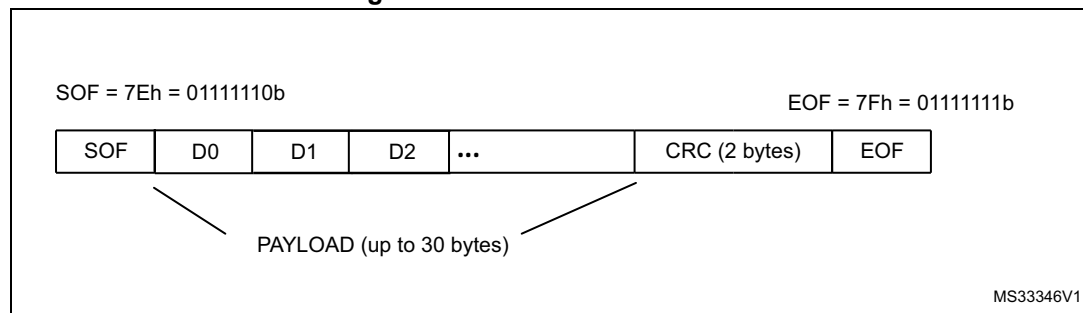 SOF = 7Eh = 01111110b
EOF = 7Fh = 01111111b
SOF D0 D1 D2 ... CRC (2 bytes) EOF
PAYLOAD (up to 30 bytes)
MS33346V1